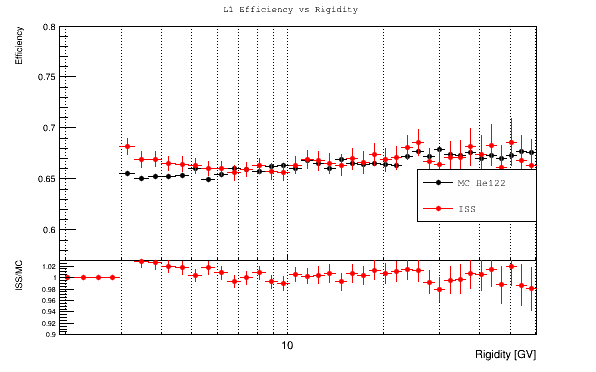 L1 Efficiency vs Rigidity
Efficiency
0.8
0.75
0.7
0.65
0.6
MC He122
ISS
ISS/MC
1.02
1
0.98
0.96
0.94
0.92
0.9
10
Rigidity [GV]